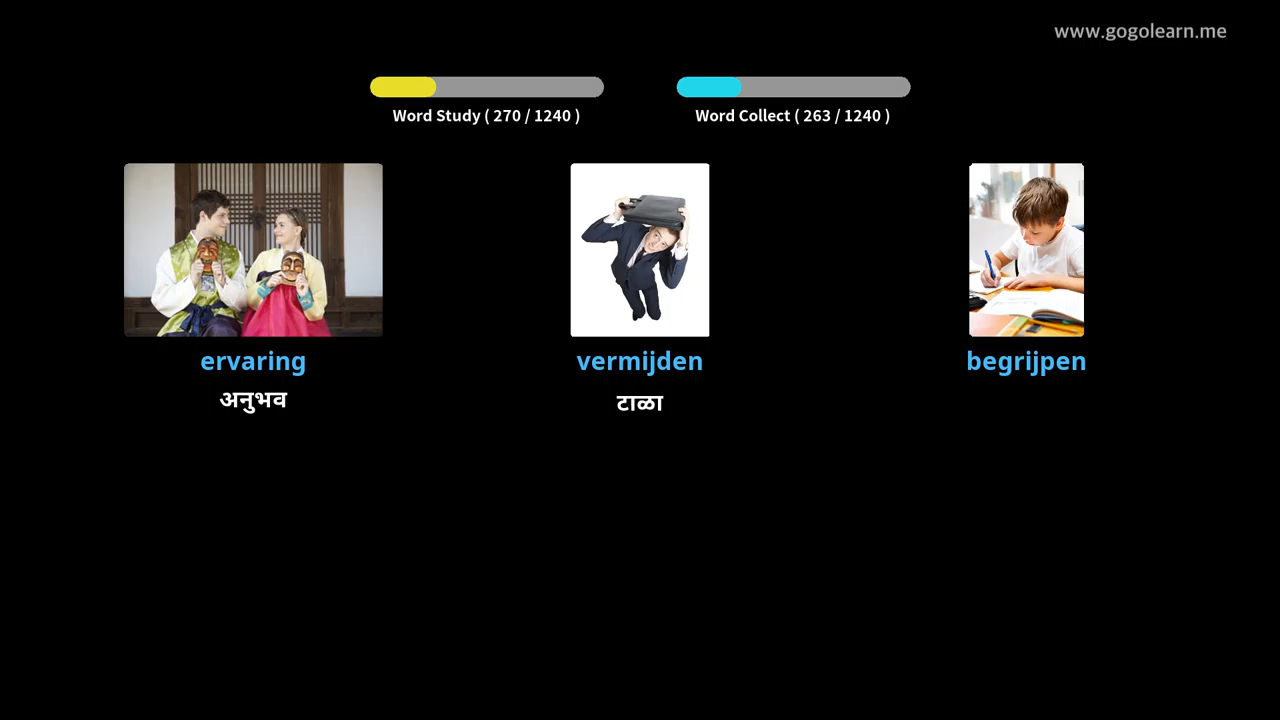 www.gogolearn.me
Word Study ( 270 / 1240 )
Word Collect ( 263 / 1240 )
ervaring
vermijden
begrijpen
अनुभव
टाळा